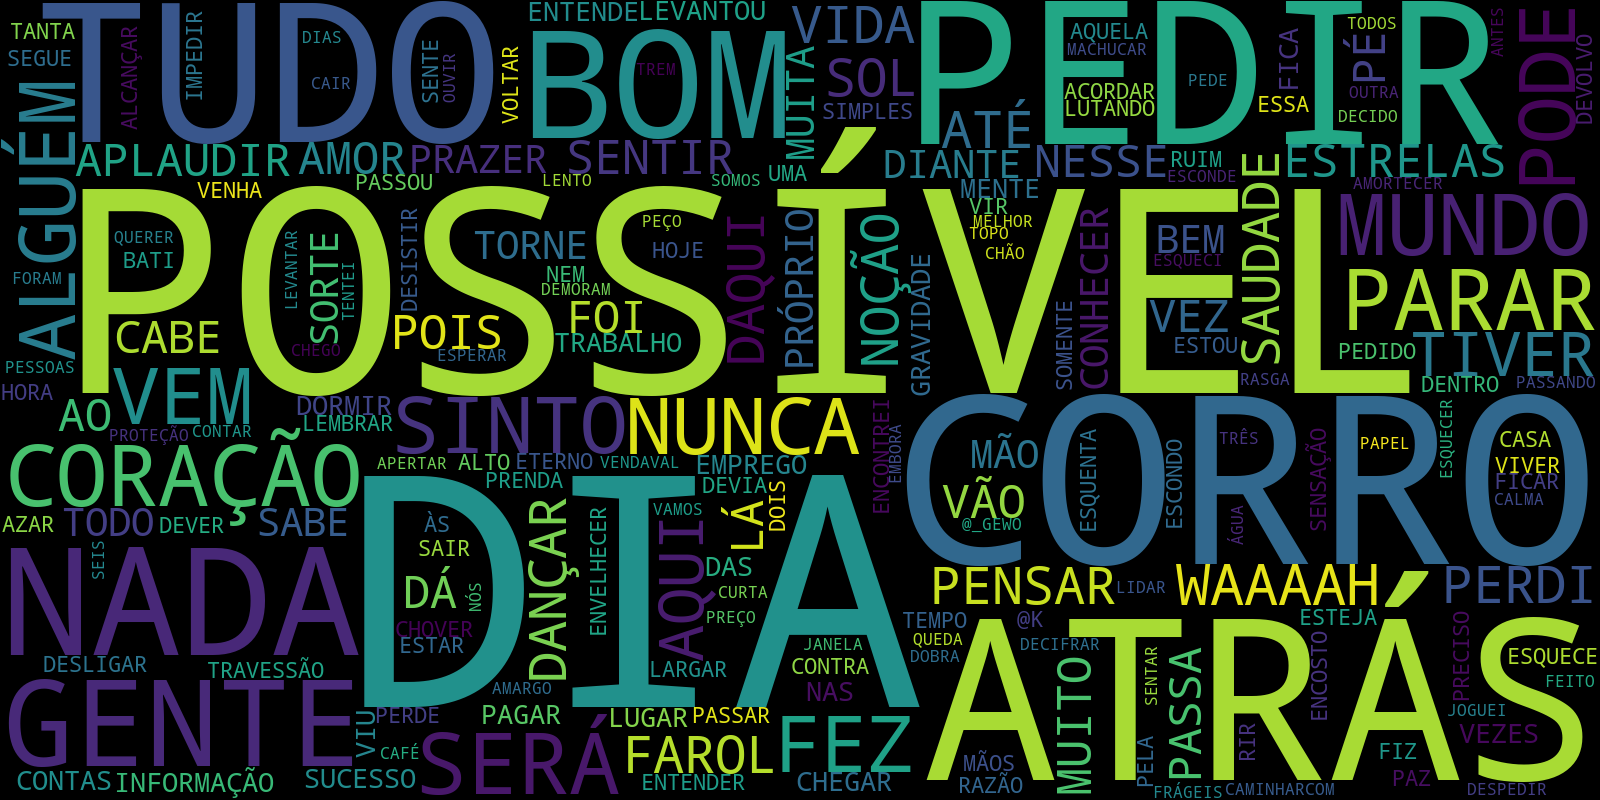 TANTA
TUDO
ENTENDE
LEVANTOU
VIDA
PEDIR
TODOS
ANTES
SEGUE
ALCANÇAR
IMPEDIR
DIAS
CAIR
SENTE
OUVIR
VOLTAR
BOM
TREM
MUITA
SOL
SIMPLES
AQUELA
MACHUCAR
ACORDAR
LUTANDO
PEDE
FICA
ESSA
PÉ
OUTRA
DECIDO
PODE
DEVOLVO
ALGUÉM
APLAUDIR
AMOR
PRAZER
SENTIR
ATÉ
DIANTE
NESSE
RUIM
ESCONDE
ESTRELAS
VENHA
PASSOU
LENTO
SOMOS
UMA
MENTE
VIR
MELHOR
TOPO
CHÃO
AMORTECER
POSSÍVEL
QUERER
BATI
FORAM
LEVANTAR
SORTE
TENTEI
CHEGO
DESISTIR
TORNE
PEÇO
HOJE
NEM
DEMORAM
FOI
POIS
ESPERAR
TRABALHO
DAQUI
PRÓPRIO
NOÇÃO
GRAVIDADE
CONHECER
SOMENTE
BEM
ESQUECI
VEZ
ESTOU
SAUDADE
MUNDO
PARAR
CABE
PEDIDO
TIVER
PESSOAS
HORA
VEM
RASGA
DENTRO
PASSANDO
AO
PROTEÇÃO
CONTAR
DORMIR
LEMBRAR
SINTO
NUNCA
ENCONTREI
EMBORA
CORRO
MÃO
ESQUENTA
ESCONDO
TRÊS
ÁGUA
SENSAÇÃO
PAPEL
ESQUECER
CASA
VIVER
FICAR
CALMA
CORAÇÃO
APERTAR
ALTO
ETERNO
VENDAVAL
EMPREGO
PRENDA
DEVIA
DOIS
VÃO
@_GEWO
AZAR
TODO
DEVER
SABE
DIA
VAMOS
LÁ
SEIS
NADA
ÀS
SAIR
DÁ
NÓS
CHOVER
ESTAR
DANÇAR
ENVELHECER
AQUI
DAS
CURTA
PREÇO
PENSAR
LIDAR
WAAAAH
PERDI
DESLIGAR
TRAVESSÃO
AMARGO
LARGAR
JANELA
CONTRA
NAS
TEMPO
QUEDA
DOBRA
@K
DECIFRAR
ESTEJA
PRECISO
ESQUECE
FEITO
GENTE
VIU
PERDE
CAFÉ
PAGAR
LUGAR
PASSAR
ATRÁS
SENTAR
MUITO
PELA
PASSA
RIR
ENCOSTO
JOGUEI
VEZES
FIZ
PAZ
CONTAS
INFORMAÇÃO
SUCESSO
SERÁ
FAROL
ENTENDER
FEZ
CHEGAR
MÃOS
RAZÃO
FRÁGEIS
CAMINHARCOM
DESPEDIR